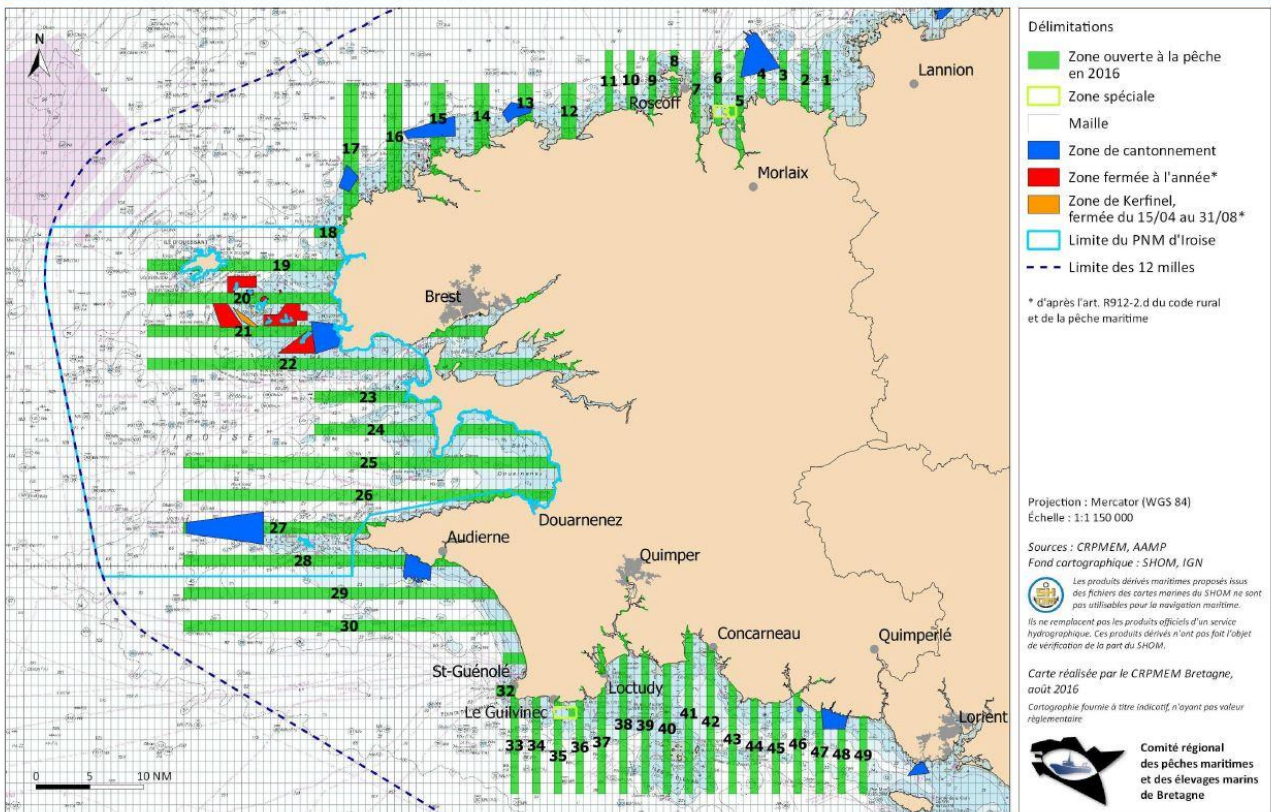 N
11
10
9
8
7
6
5
4
3
2
1
Lannion
Roscoff
17
16
15
14
13
12
Morlaix
18
ILE D'OUESSANT
19
20
21
22
Brest
23
24
IROISE
25
26
Douarnenez
27
Audierne
28
Quimper
29
30
Concarneau
Quimperlé
St-Guénolé
32
Loctudy
Le Guilvinec
Lorient
33
34
35
36
37
38
39
40
41
42
43
44
45
46
47
48
49
0 5 10 NM
Délimitations
Zone ouverte à la pêche
en 2016
Zone spéciale
Maille
Zone de cantonnement
Zone fermée à l'année*
Zone de Kerfinel,
fermée du 15/04 au 31/08*
Limite du PNM d'Iroise
Limite des 12 milles
* d'après l'art. R912-2.d du code rural
et de la pêche maritime
Projection : Mercator (WGS 84)
Échelle : 1:1 150 000
Sources : CRPMEM, AAMP
Fond cartographique : SHOM, IGN
Les produits dérivés maritimes proposés issus
des fichiers des cartes marines du SHOM ne sont
pas utilisables pour la navigation maritime.
Ils ne remplacent pas les produits officiels d'un service
hydrographique. Ces produits dérivés n'ont pas fait l'objet
de vérification de la part du SHOM.
Carte réalisée par le CRPMEM Bretagne,
août 2016
Cartographie fournie à titre indicatif, n'ayant pas valeur
règlementaire
Comité régional
des pêches maritimes
et des élevages marins
de Bretagne